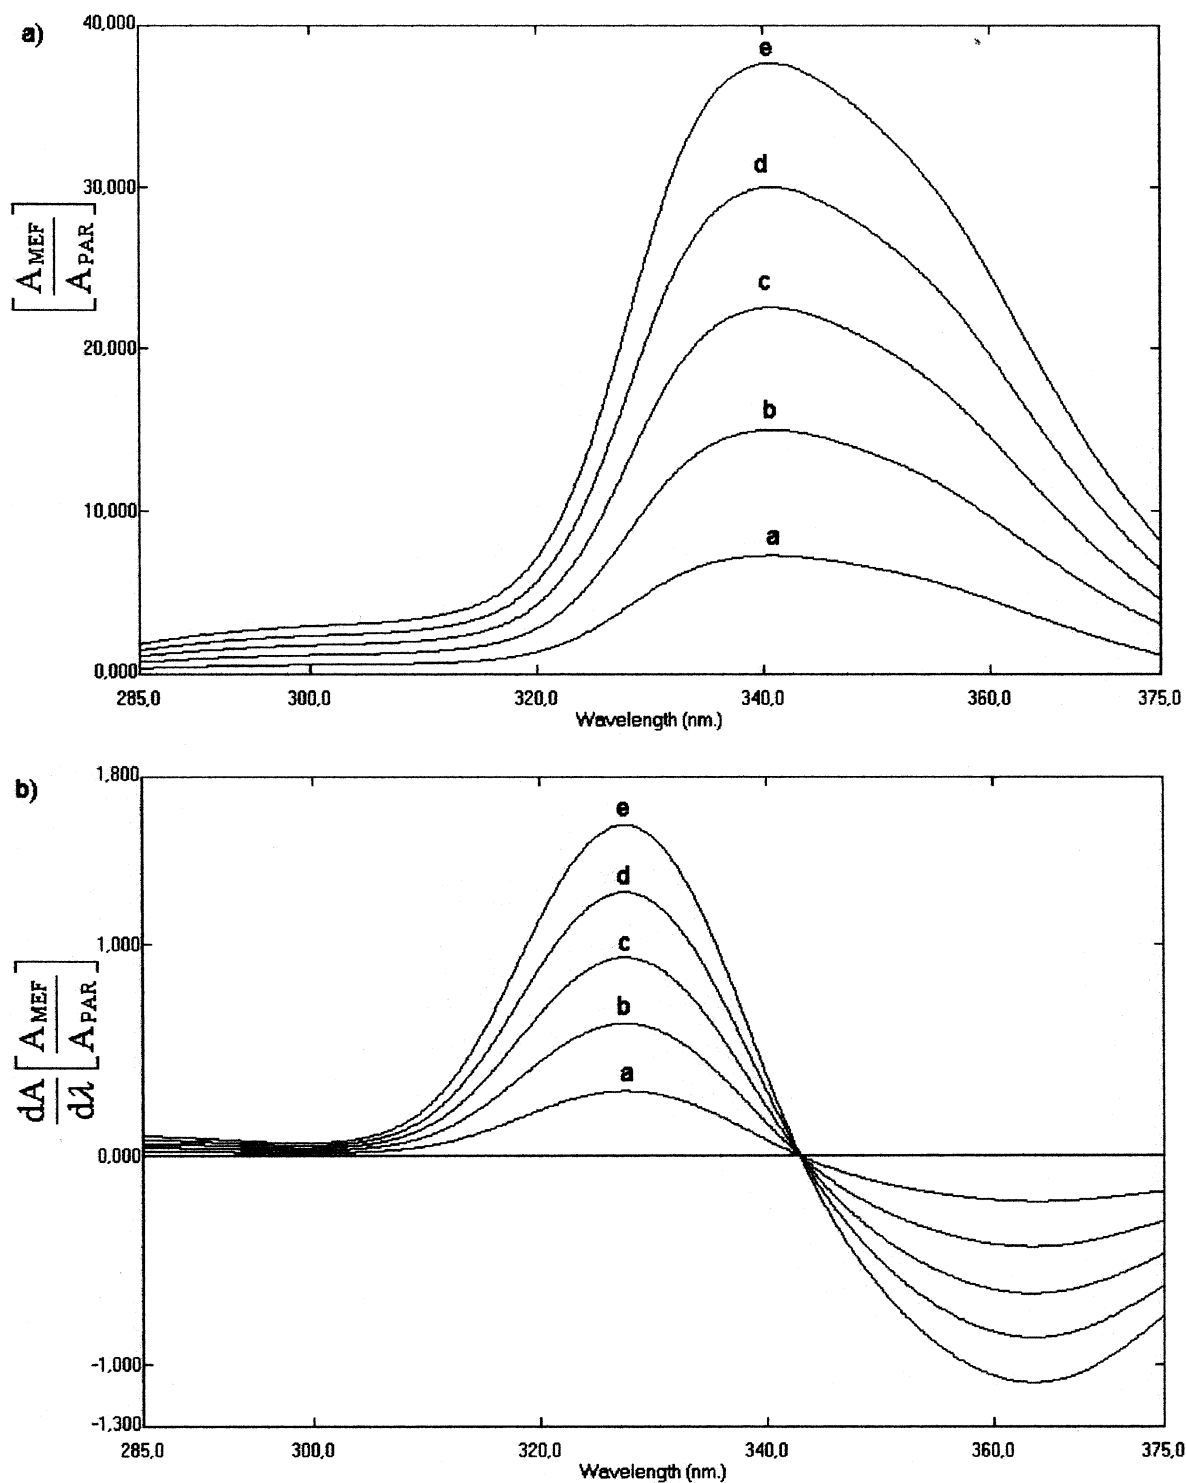 a)
40,000
30,000
20,000
10,000
0,000
[A_MEF / A_PAR]
e
d
c
b
a
285,0 300,0 320,0 340,0 360,0 375,0
Wavelength (nm.)
b)
1,800
1,000
0,000
-1,000
-1,300
dA/dλ [A_MEF / A_PAR]
e
d
c
b
a
285,0 300,0 320,0 340,0 360,0 375,0
Wavelength (nm.)